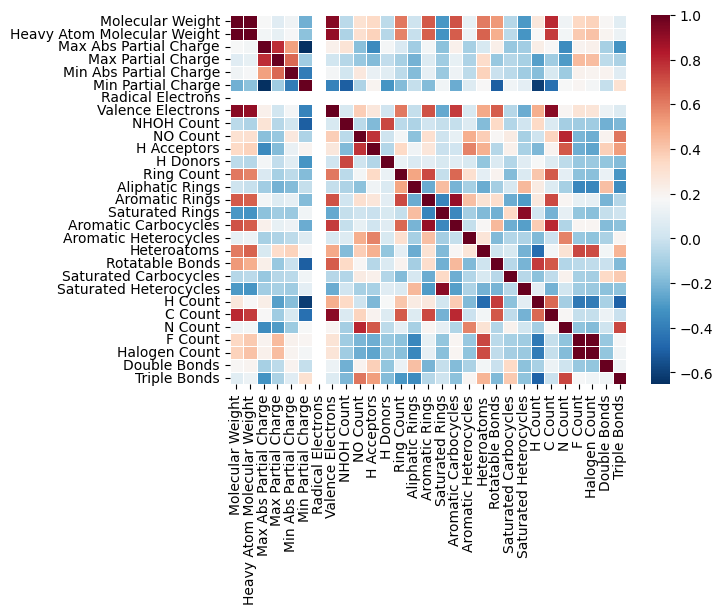 Molecular Weight
Heavy Atom Molecular Weight
Max Abs Partial Charge
Max Partial Charge
Min Abs Partial Charge
Min Partial Charge
Radical Electrons
Valence Electrons
NHOH Count
NO Count
H Acceptors
H Donors
Ring Count
Aliphatic Rings
Aromatic Rings
Saturated Rings
Aromatic Carbocycles
Aromatic Heterocycles
Heteroatoms
Rotatable Bonds
Saturated Carbocycles
Saturated Heterocycles
H Count
C Count
N Count
F Count
Halogen Count
Double Bonds
Triple Bonds
Molecular Weight
Heavy Atom Molecular Weight
Max Abs Partial Charge
Max Partial Charge
Min Abs Partial Charge
Min Partial Charge
Radical Electrons
Valence Electrons
NHOH Count
NO Count
H Acceptors
H Donors
Ring Count
Aliphatic Rings
Aromatic Rings
Saturated Rings
Aromatic Carbocycles
Aromatic Heterocycles
Heteroatoms
Rotatable Bonds
Saturated Carbocycles
Saturated Heterocycles
H Count
C Count
N Count
F Count
Halogen Count
Double Bonds
Triple Bonds
1.0
0.8
0.6
0.4
0.2
0.0
−0.2
−0.4
−0.6